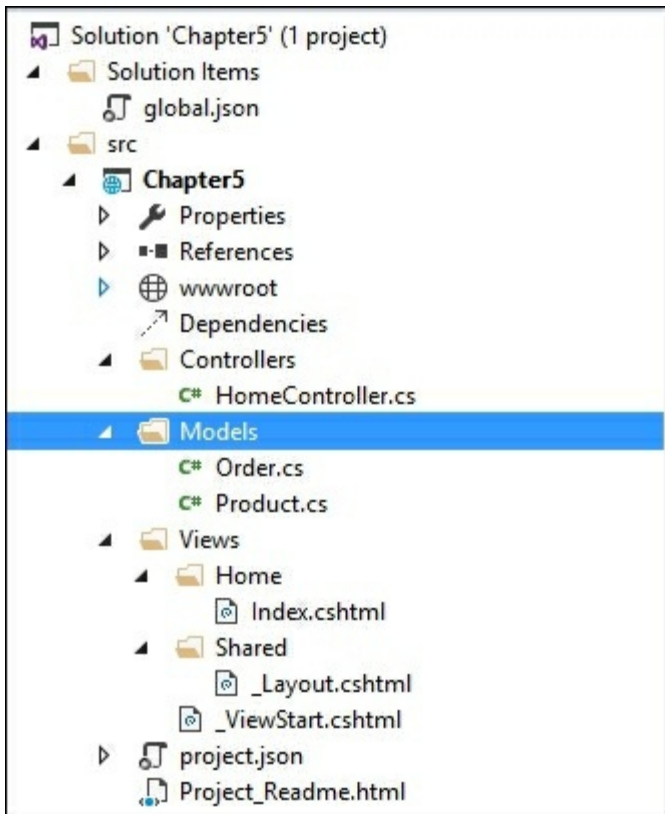 Solution 'Chapter5' (1 project)
Solution Items
global.json
src
Chapter5
Properties
References
wwwroot
Dependencies
Controllers
C# HomeController.cs
Models
C# Order.cs
C# Product.cs
Views
Home
Index.cshtml
Shared
_Layout.cshtml
_ViewStart.cshtml
project.json
Project_Readme.html